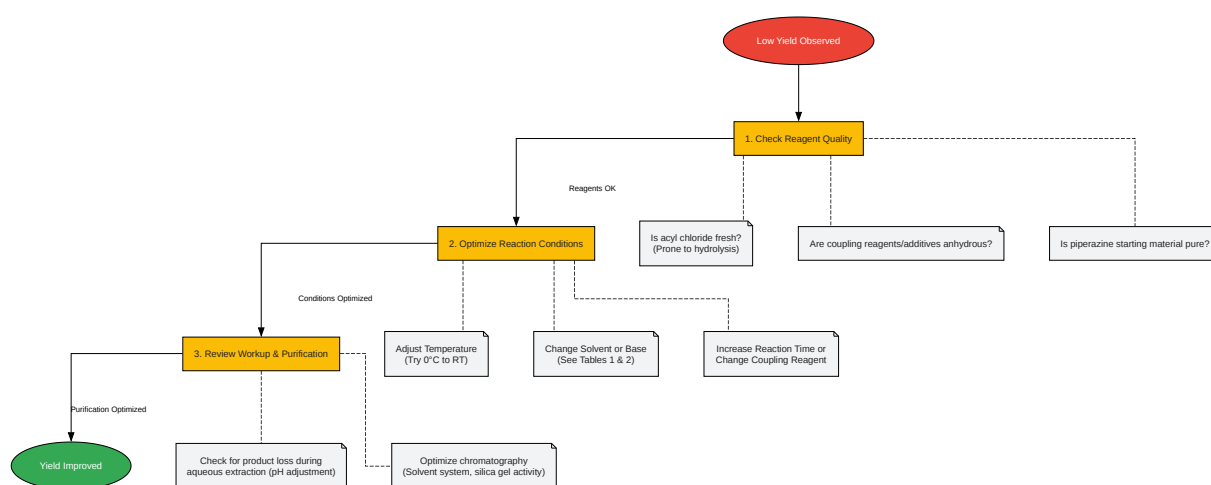 Low Yield Observed
1. Check Reagent Quality
Reagents OK
Is acyl chloride fresh?
(Prone to hydrolysis)
Are coupling reagents/additives anhydrous?
Is piperazine starting material pure?
2. Optimize Reaction Conditions
Conditions Optimized
Adjust Temperature
(Try 0°C to RT)
Change Solvent or Base
(See Tables 1 & 2)
Increase Reaction Time or
Change Coupling Reagent
3. Review Workup & Purification
Purification Optimized
Yield Improved
Check for product loss during
aqueous extraction (pH adjustment)
Optimize chromatography
(Solvent system, silica gel activity)